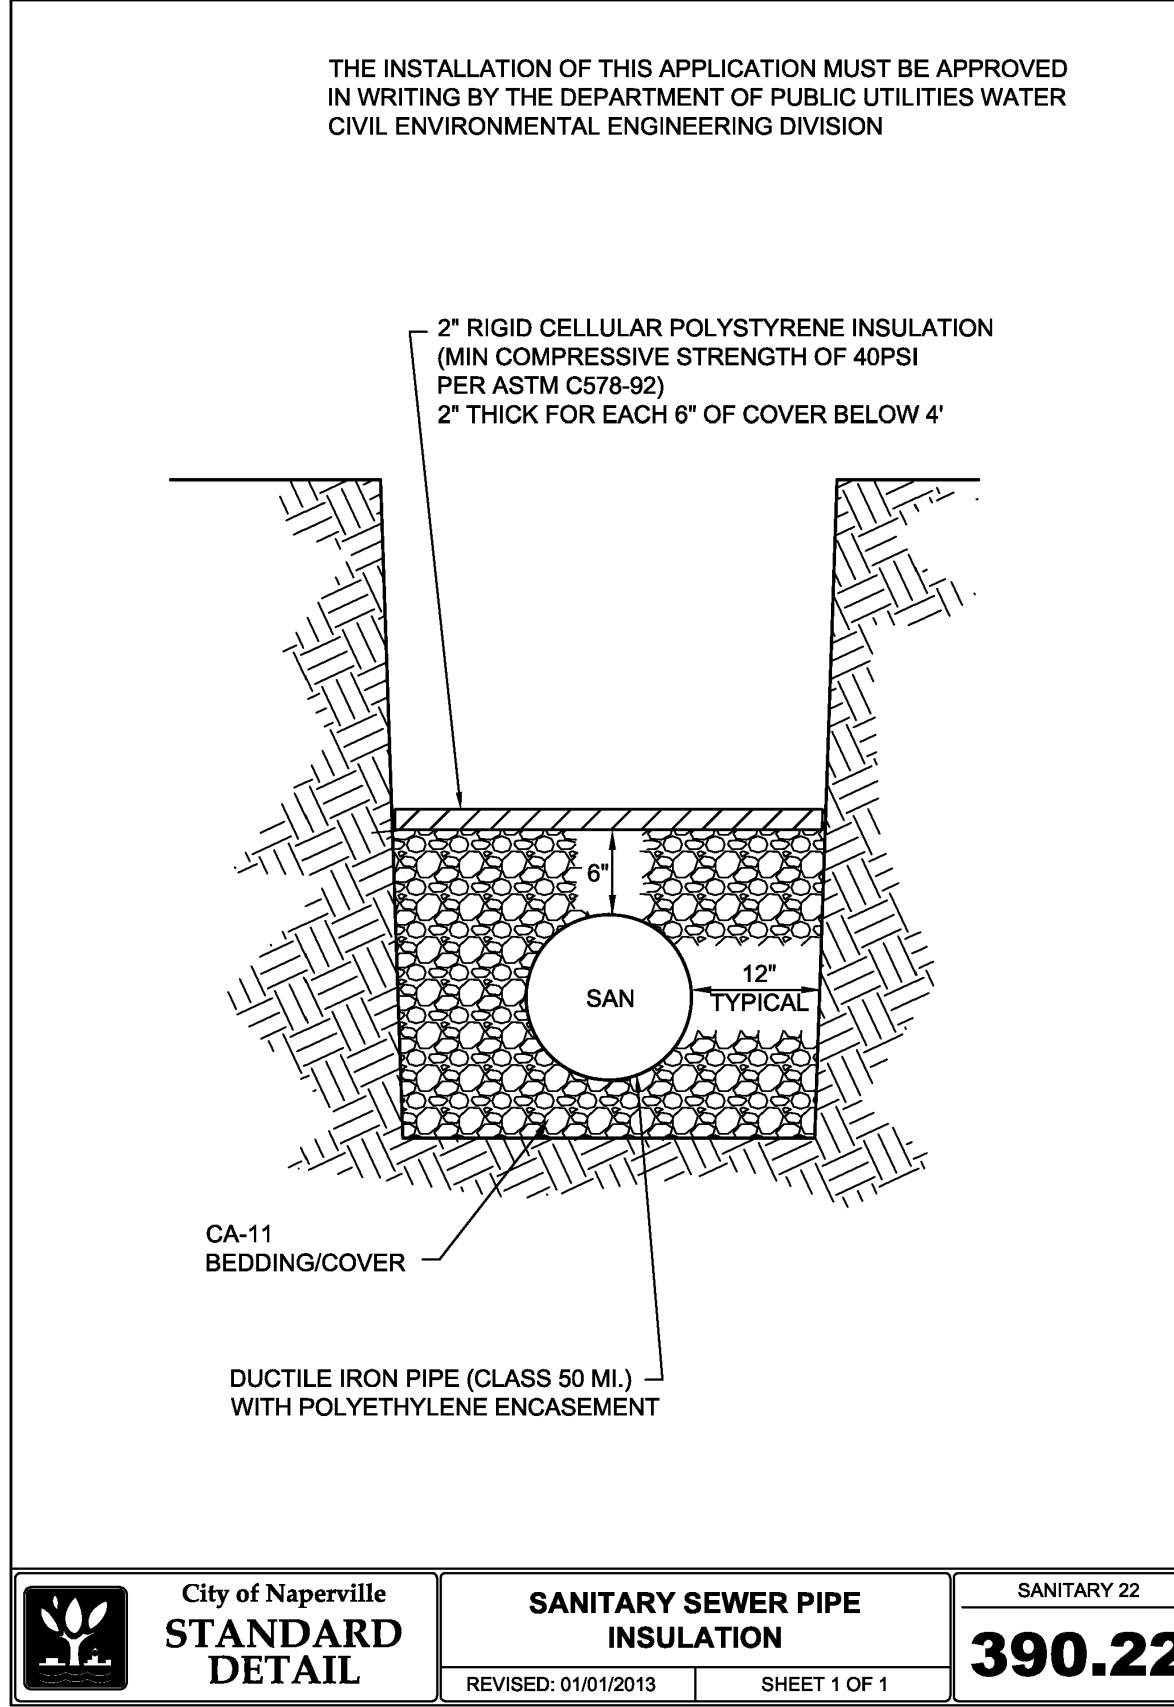 THE INSTALLATION OF THIS APPLICATION MUST BE APPROVED
IN WRITING BY THE DEPARTMENT OF PUBLIC UTILITIES WATER
CIVIL ENVIRONMENTAL ENGINEERING DIVISION
2" RIGID CELLULAR POLYSTYRENE INSULATION
(MIN COMPRESSIVE STRENGTH OF 40PSI
PER ASTM C578-92)
2" THICK FOR EACH 6" OF COVER BELOW 4'
6"
SAN
12"
TYPICAL
CA-11
BEDDING/COVER
DUCTILE IRON PIPE (CLASS 50 MI.)
WITH POLYETHYLENE ENCASEMENT
City of Naperville
STANDARD
DETAIL
SANITARY SEWER PIPE
INSULATION
REVISED: 01/01/2013
SHEET 1 OF 1
SANITARY 22
390.22